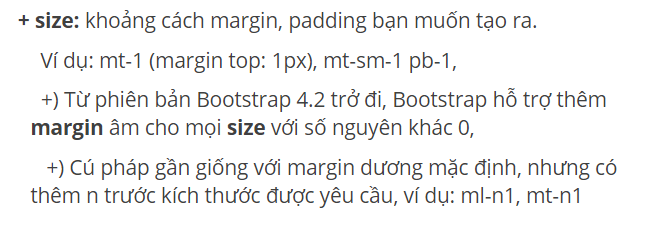 + size: khoảng cách margin, padding bạn muốn tạo ra.
Ví dụ: mt-1 (margin top: 1px), mt-sm-1 pb-1,
+) Từ phiên bản Bootstrap 4.2 trở đi, Bootstrap hỗ trợ thêm
margin âm cho mọi size với số nguyên khác 0,
+) Cú pháp gần giống với margin dương mặc định, nhưng có
thêm n trước kích thước được yêu cầu, ví dụ: ml-n1, mt-n1